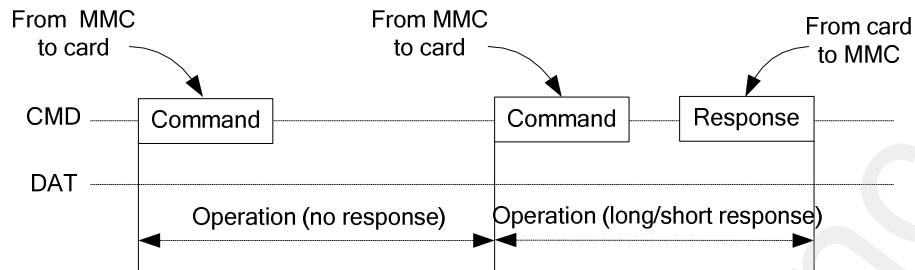 From MMC
to card
From MMC
to card
From card
to MMC
CMD
Command
Command
Response
DAT
Operation (no response)
Operation (long/short response)